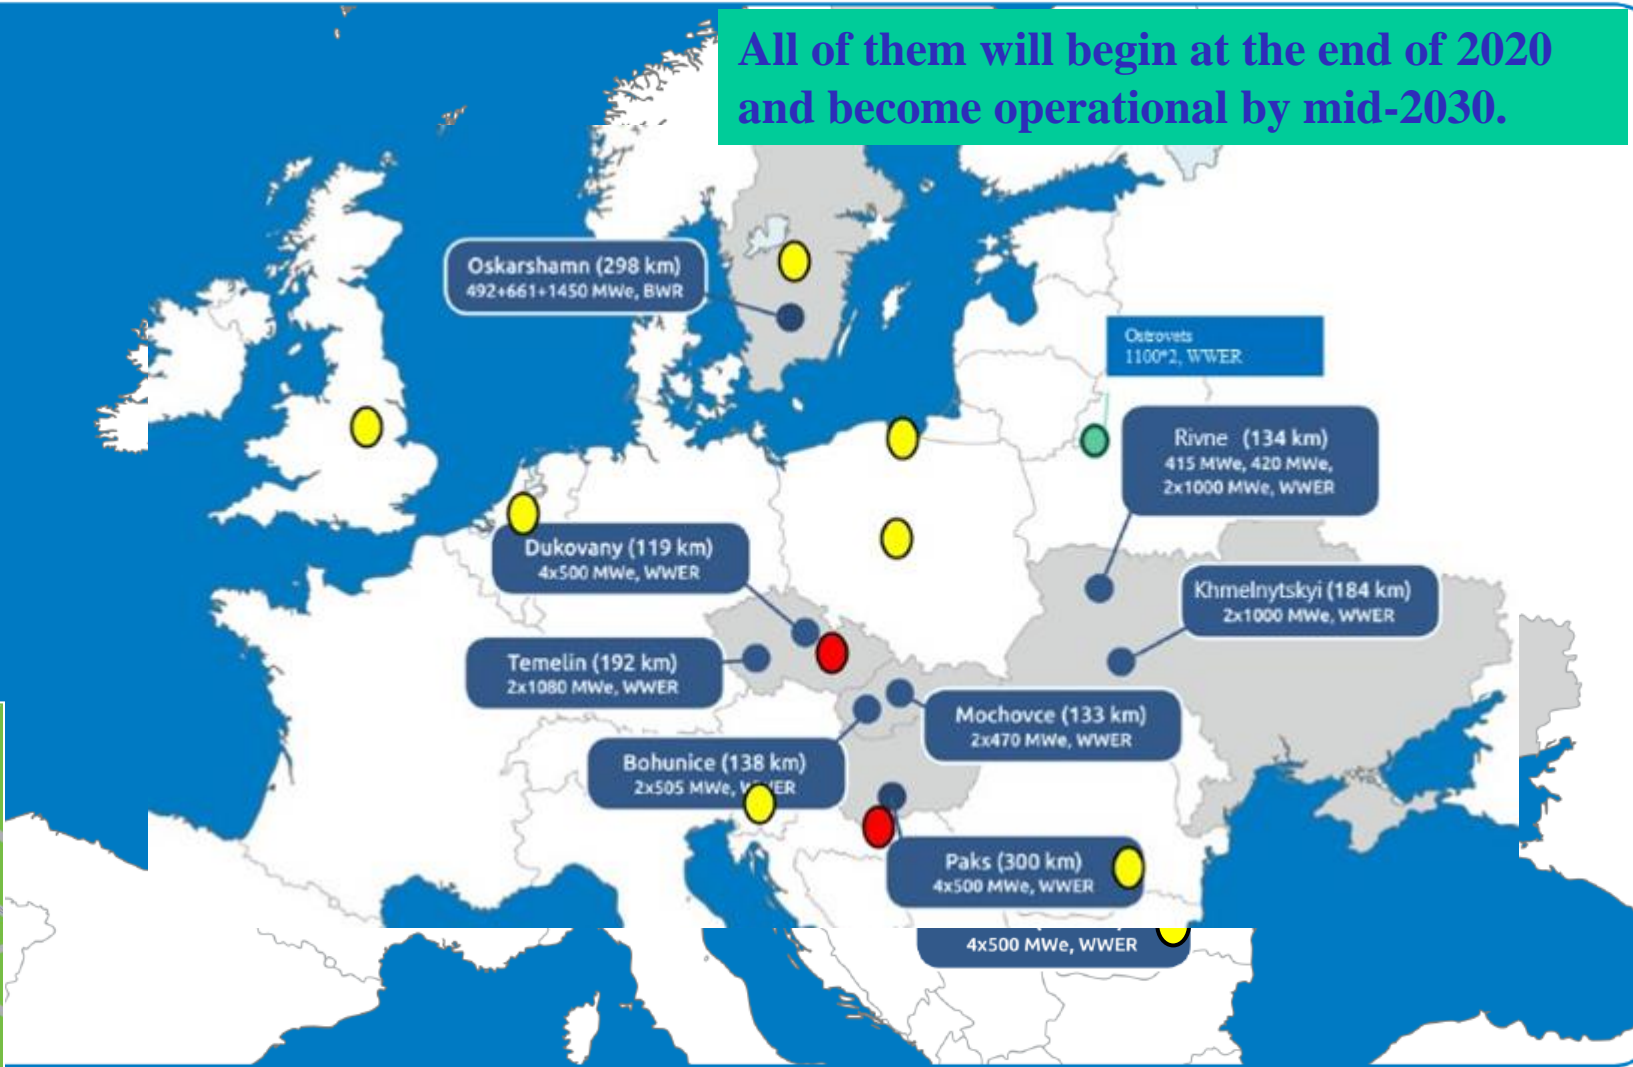 All of them will begin at the end of 2020
and become operational by mid-2030.
Oskarshamn (298 km)
492+661+1450 MWe, BWR
Ostrovets
1100*2, WWER
Rivne (134 km)
415 MWe, 420 MWe,
2x1000 MWe, WWER
Dukovany (119 km)
4x500 MWe, WWER
Khmelnytskyi (184 km)
2x1000 MWe, WWER
Temelin (192 km)
2x1080 MWe, WWER
Mochovce (133 km)
2x470 MWe, WWER
Bohunice (138 km)
2x505 MWe, WWER
Paks (300 km)
4x500 MWe, WWER
4x500 MWe, WWER